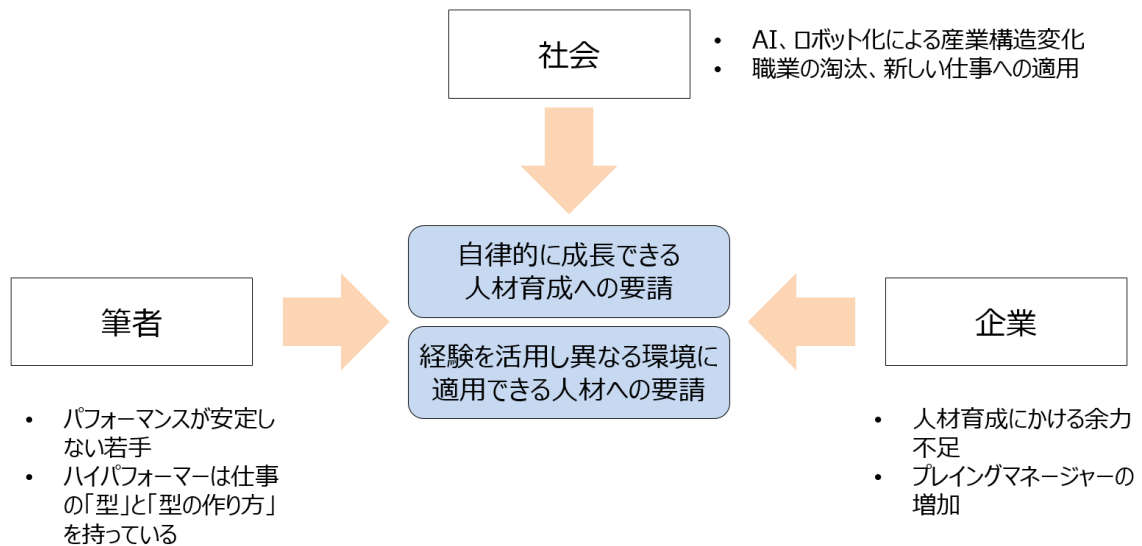 社会
• AI、ロボット化による産業構造変化
• 職業の淘汰、新しい仕事への適用
自律的に成長できる
人材育成への要請
経験を活用し異なる環境に
適用できる人材への要請
筆者
• パフォーマンスが安定し
ない若手
• ハイパフォーマーは仕事
の「型」と「型の作り方」
を持っている
企業
• 人材育成にかける余力
不足
• プレイングマネージャーの
増加